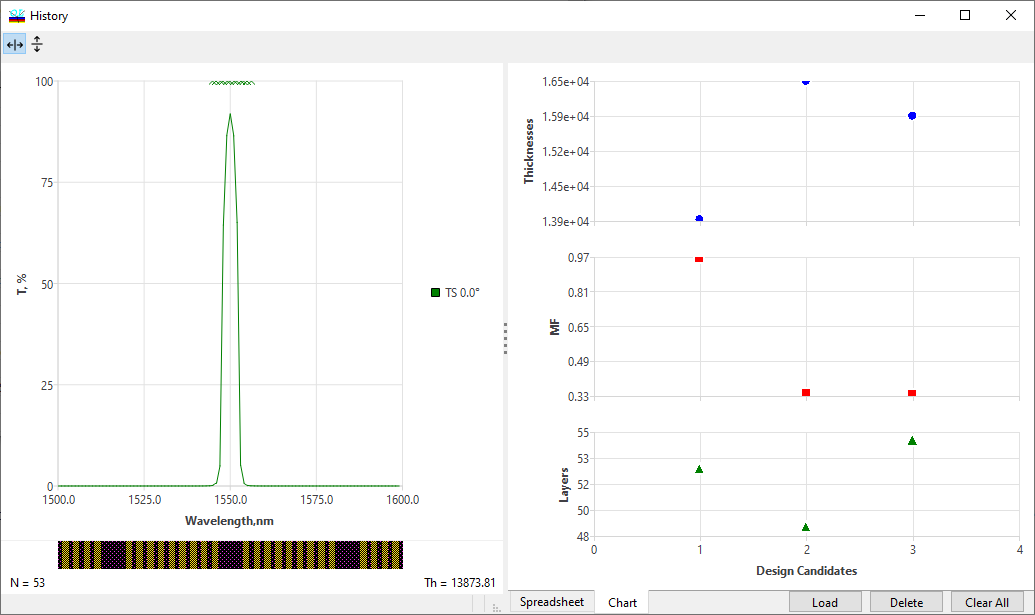 History
100
75
50
25
0
T, %
1500.0 1525.0 1550.0 1575.0 1600.0
Wavelength,nm
TS 0.0°
N = 53 Th = 13873.81
1.65e+04
1.59e+04
1.52e+04
1.45e+04
1.39e+04
Thicknesses
0.97
0.81
0.65
0.49
0.33
MF
55
53
52
50
48
Layers
0 1 2 3 4
Design Candidates
Spreadsheet Chart Load Delete Clear All